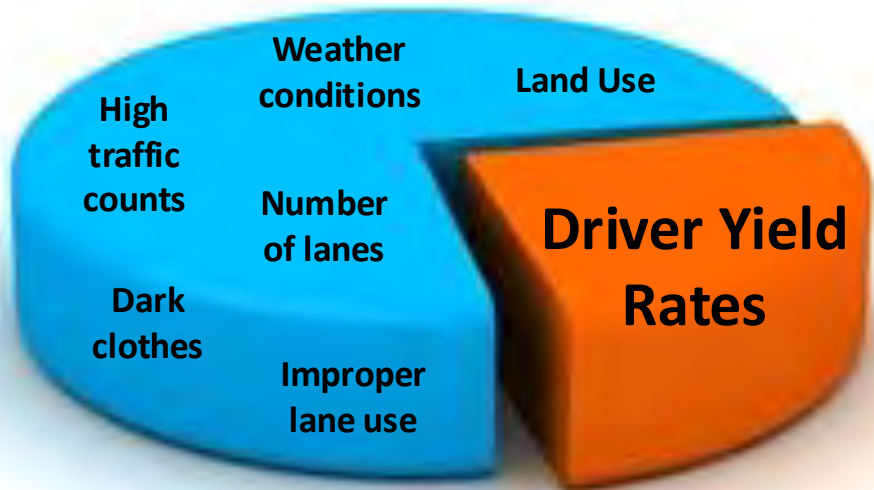 Weather
conditions
Land Use
High
traffic
counts
Number
of lanes
Driver Yield
Rates
Dark
clothes
Improper
lane use